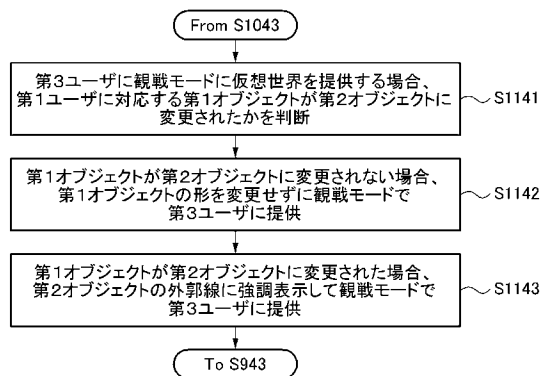 From S1043
第3ユーザに観戦モードに仮想世界を提供する場合、
第1ユーザに対応する第1オブジェクトが第2オブジェクトに
変更されたかを判断
S1141
第1オブジェクトが第2オブジェクトに変更されない場合、
第1オブジェクトの形を変更せずに観戦モードで
第3ユーザに提供
S1142
第1オブジェクトが第2オブジェクトに変更された場合、
第2オブジェクトの外郭線に強調表示して観戦モードで
第3ユーザに提供
S1143
To S943